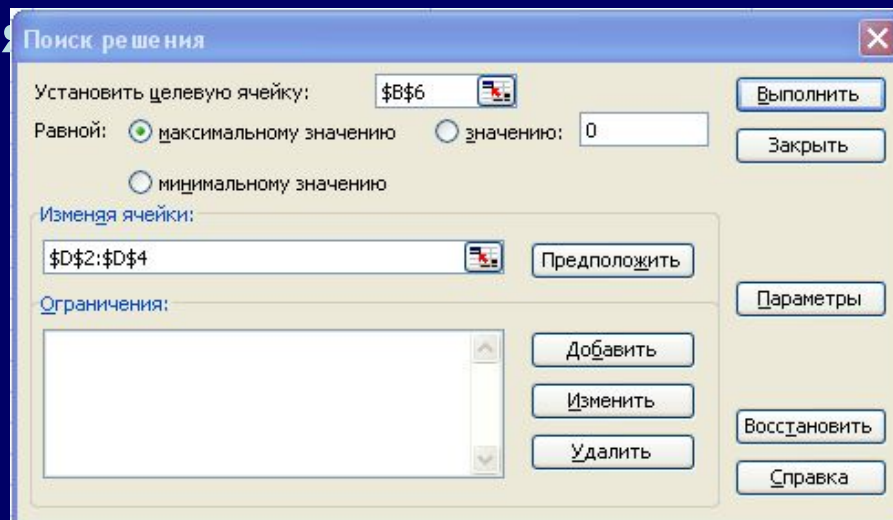 Поиск решения
Установить целевую ячейку: $B$6 Выполнить
Равной: максимальному значению значению: 0 Закрыть
минимальному значению
Изменяя ячейки:
$D$2:$D$4 Предположить
Ограничения: Параметры
Добавить
Изменить
Восстановить
Удалить
Справка